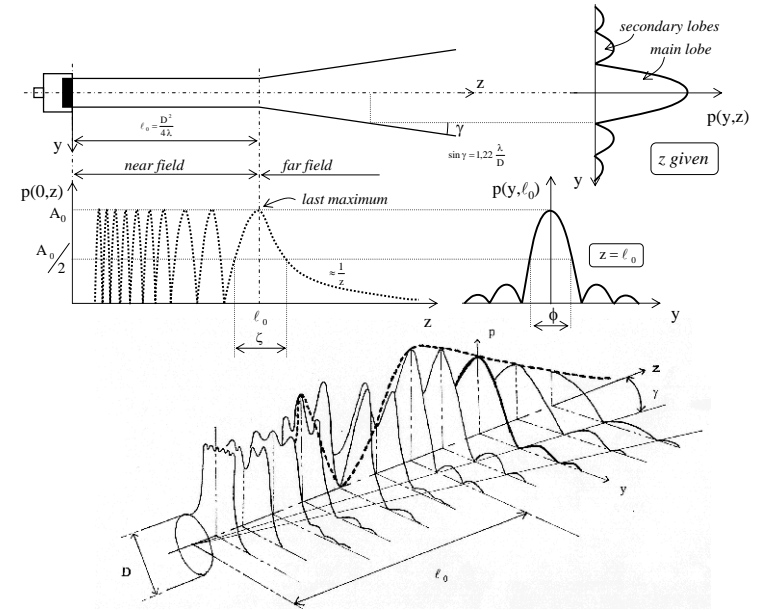 secondary lobes
main lobe
z
p(y,z)
ℓ₀ = D²/4λ
γ
sin γ = 1,22 λ/D
y
near field
far field
z given
y
p(0,z)
last maximum
p(y,ℓ₀)
A₀
A₀/2
≈ 1/z
z = ℓ₀
ℓ₀
z
ζ
ϕ
y
p
z
γ
y
D
ℓ₀